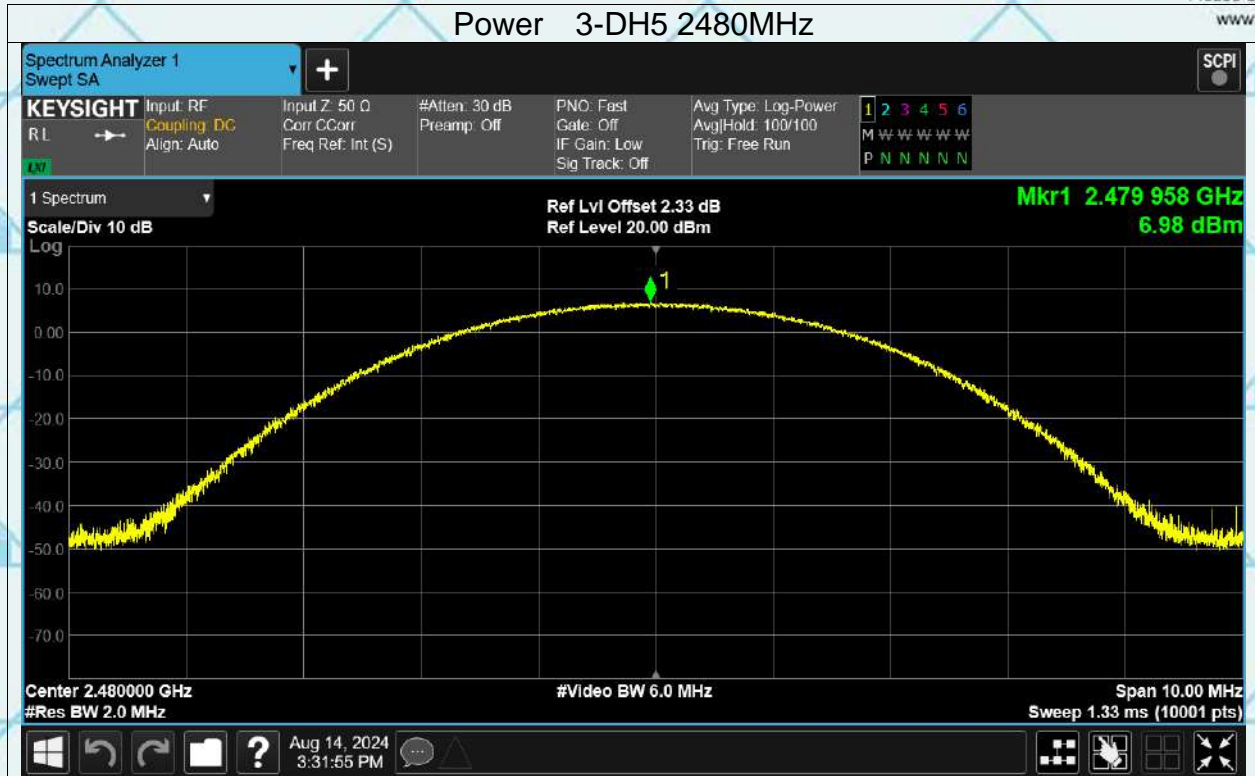 www
Power 3-DH5 2480MHz
Spectrum Analyzer 1
Swept SA
+
SCPI
KEYSIGHT
RL
LXI
Input: RF
Coupling: DC
Align: Auto
Input Z: 50 Ω
Corr CCorr
Freq Ref: Int (S)
#Atten: 30 dB
Preamp: Off
PNO: Fast
Gate: Off
IF Gain: Low
Sig Track: Off
Avg Type: Log-Power
Avg|Hold: 100/100
Trig: Free Run
1 2 3 4 5 6
M W W W W W
P N N N N N
1 Spectrum
Scale/Div 10 dB
Ref Lvl Offset 2.33 dB
Ref Level 20.00 dBm
Mkr1 2.479 958 GHz
6.98 dBm
Log
1
10.0
0.00
-10.0
-20.0
-30.0
-40.0
-50.0
-60.0
-70.0
Center 2.480000 GHz
#Res BW 2.0 MHz
#Video BW 6.0 MHz
Span 10.00 MHz
Sweep 1.33 ms (10001 pts)
?
Aug 14, 2024
3:31:55 PM